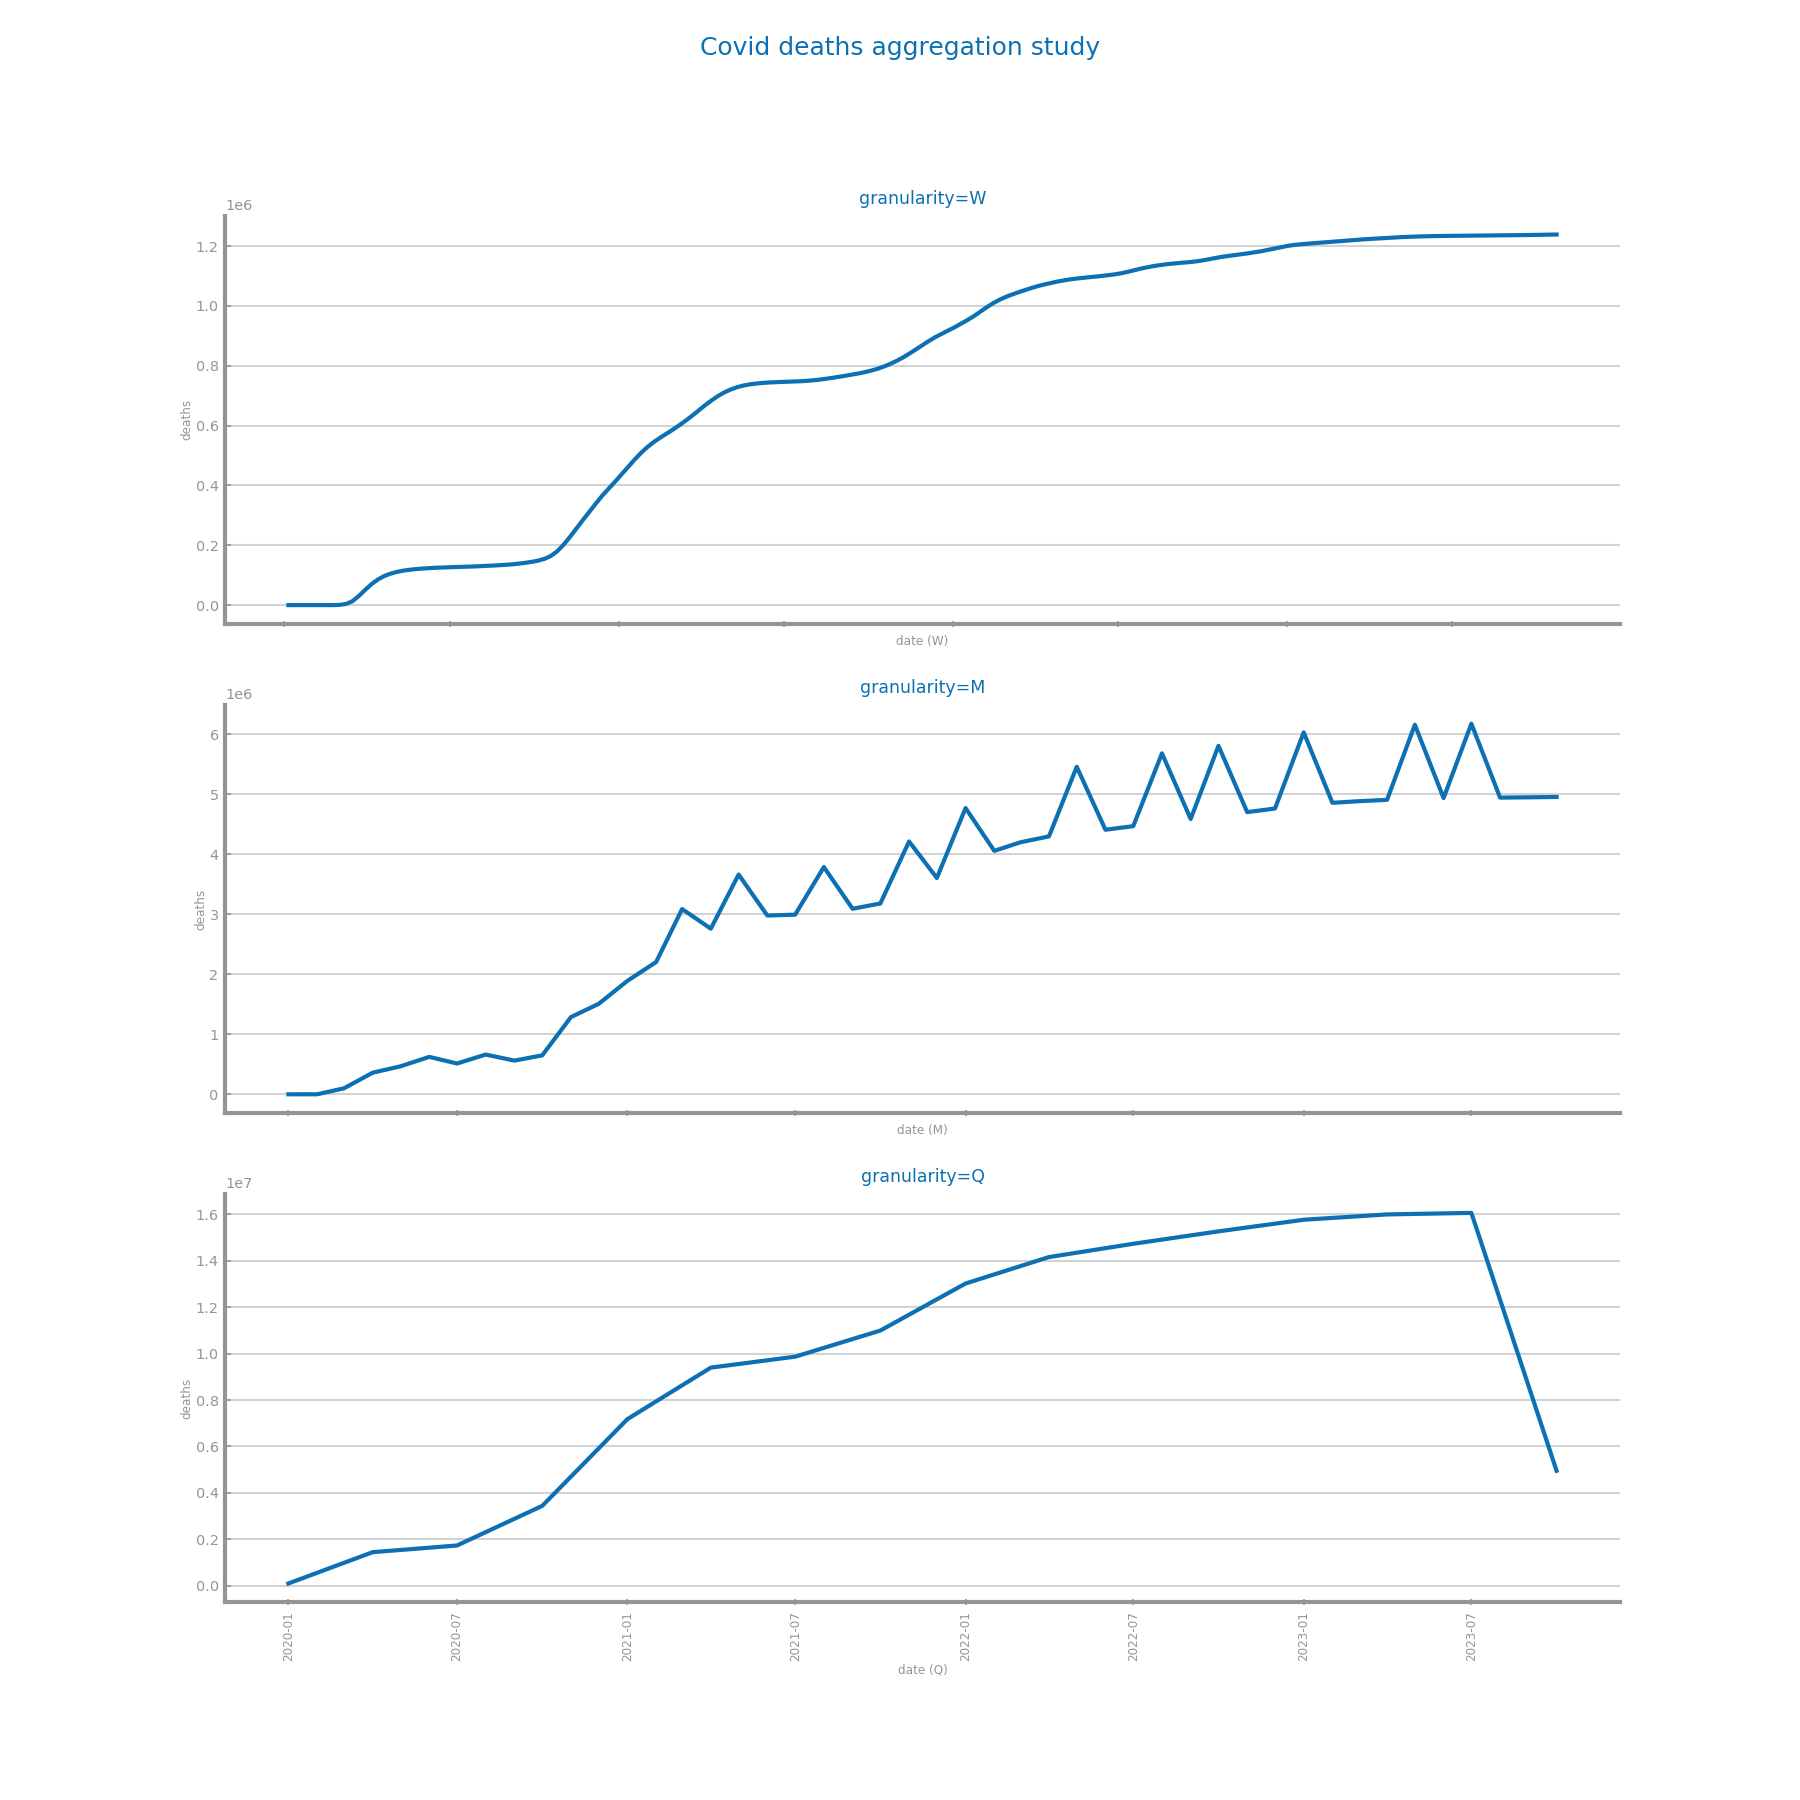 Covid deaths aggregation study
granularity=W
1e6
1.2
1.0
0.8
0.6
0.4
0.2
0.0
deaths
date (W)
granularity=M
1e6
6
5
4
3
2
1
0
deaths
date (M)
granularity=Q
1e7
1.6
1.4
1.2
1.0
0.8
0.6
0.4
0.2
0.0
deaths
2020-01
2020-07
2021-01
2021-07
2022-01
2022-07
2023-01
2023-07
date (Q)